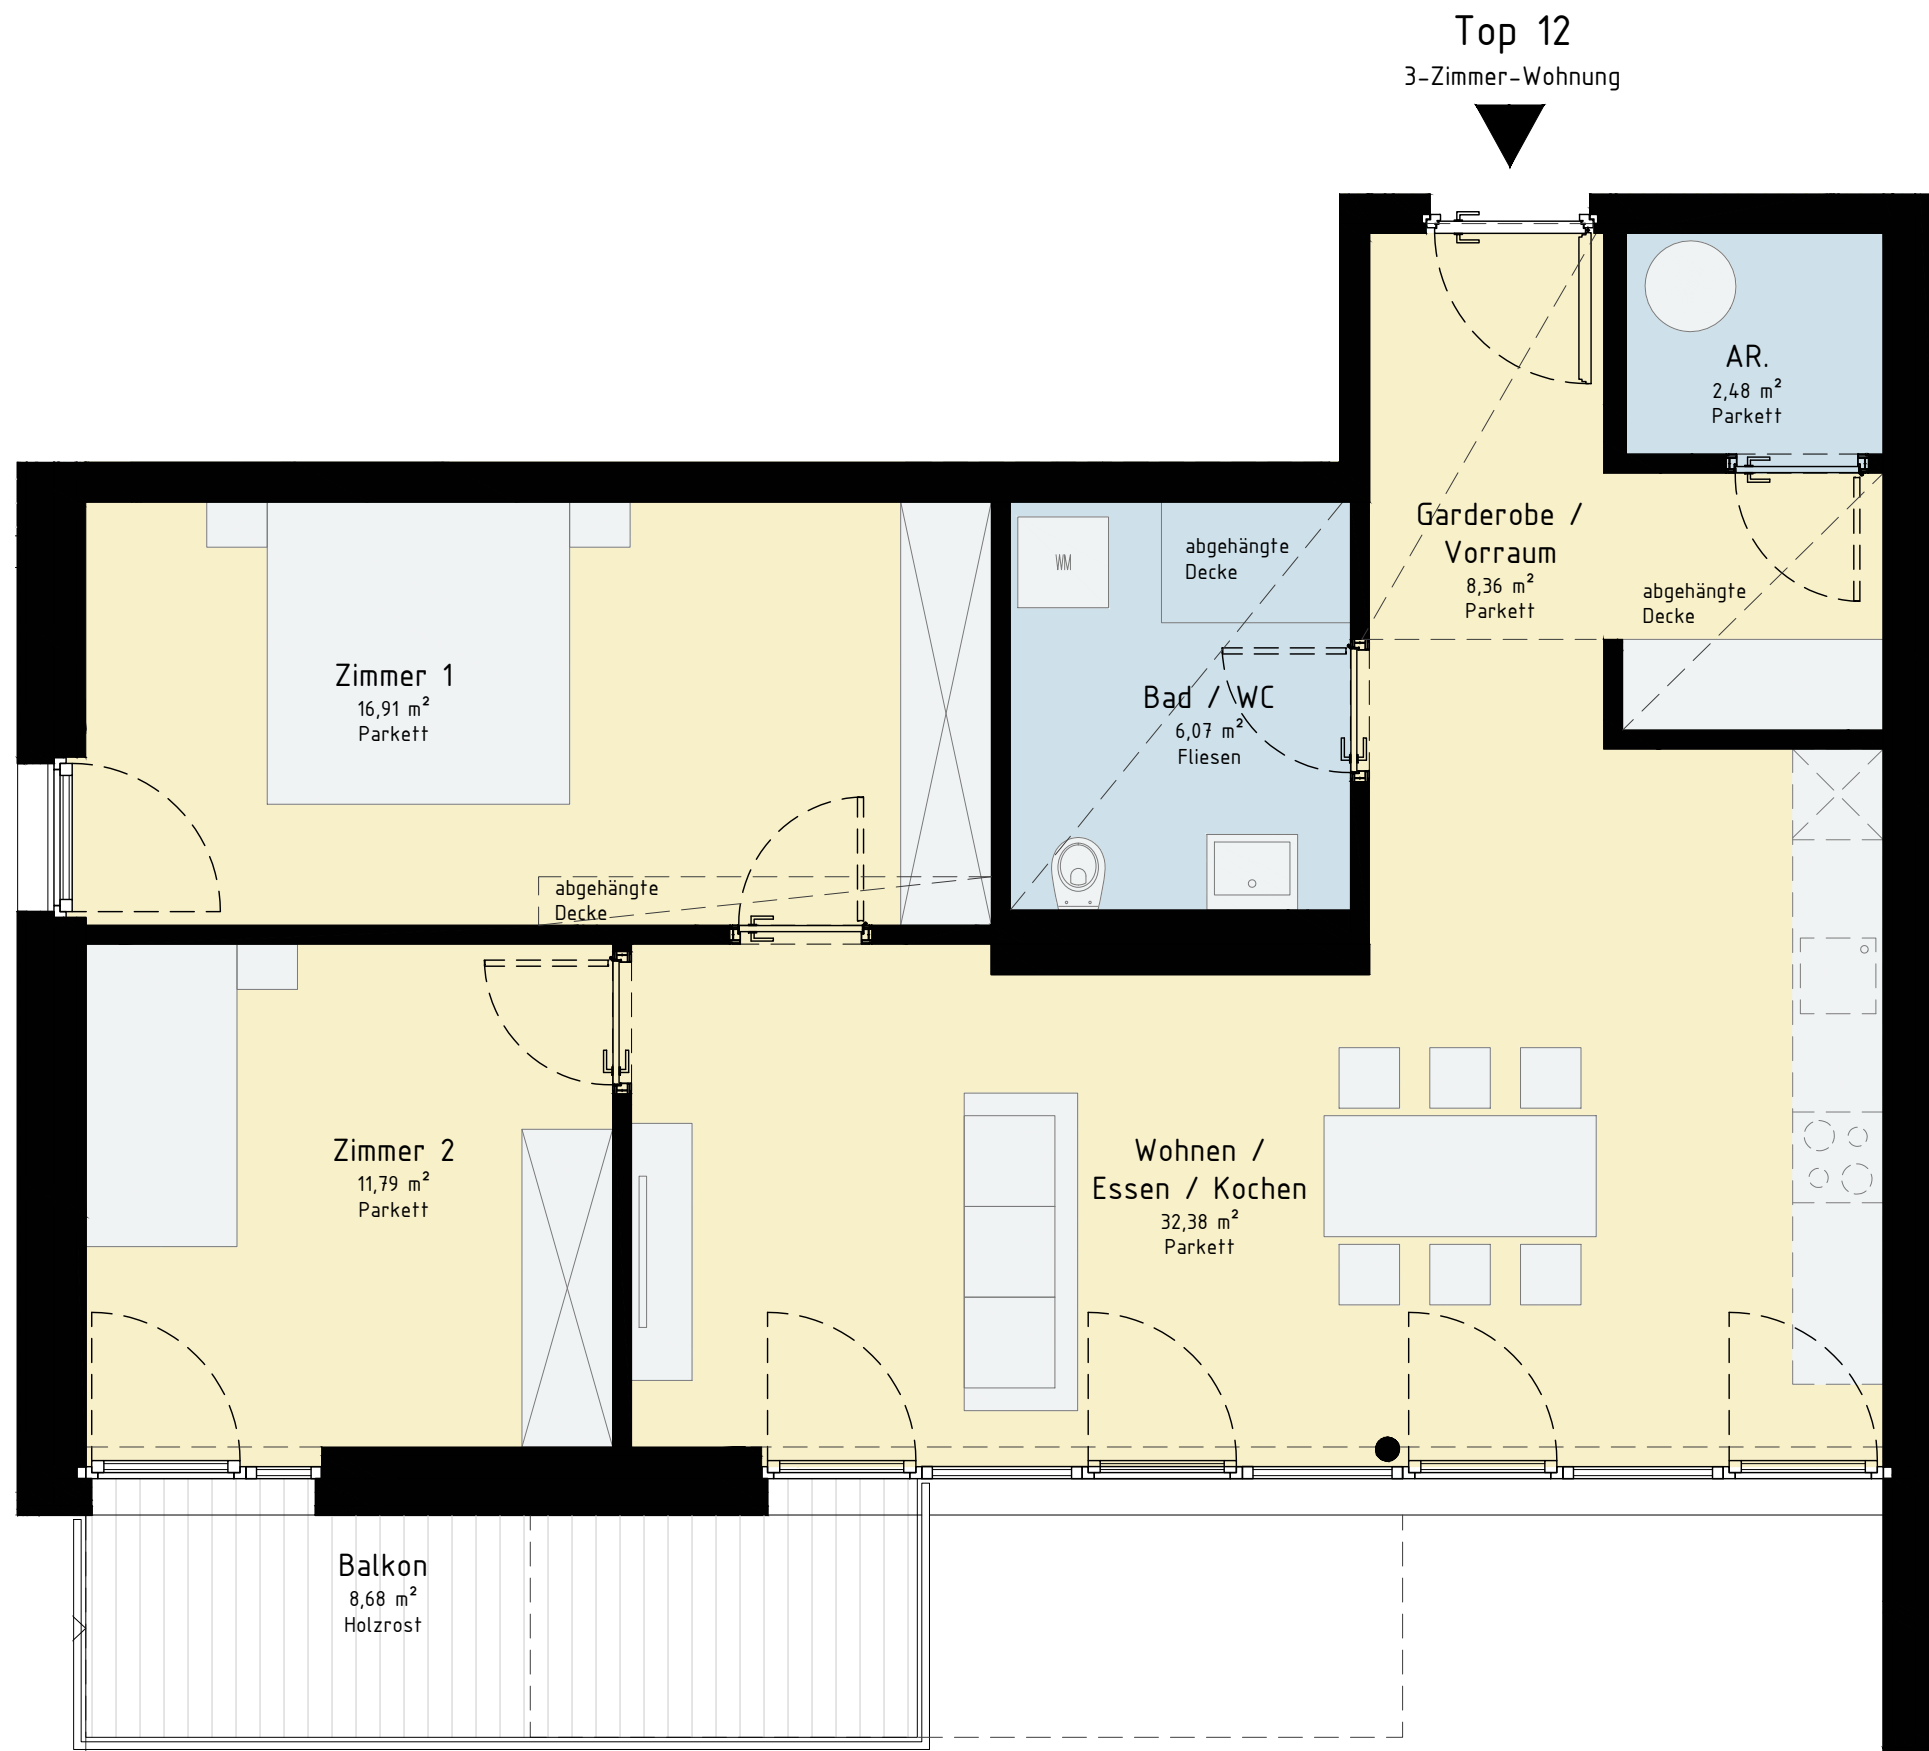 Top 12
3-Zimmer-Wohnung
AR.
2,48 m²
Parkett
Garderobe /
Vorraum
8,36 m²
Parkett
abgehängte
Decke
WM
abgehängte
Decke
Zimmer 1
16,91 m²
Parkett
Bad / WC
6,07 m²
Fliesen
abgehängte
Decke
Zimmer 2
11,79 m²
Parkett
Wohnen /
Essen / Kochen
32,38 m²
Parkett
Balkon
8,68 m²
Holzrost